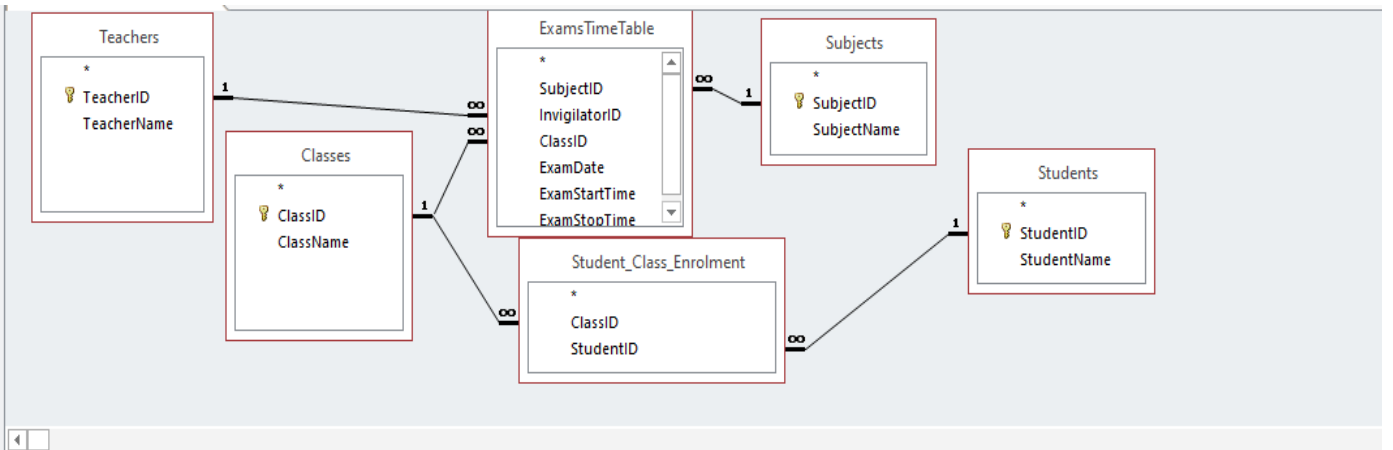 Teachers
*
TeacherID
TeacherName
1
∞
Classes
*
ClassID
ClassName
1
∞
∞
ExamsTimeTable
*
SubjectID
InvigilatorID
ClassID
ExamDate
ExamStartTime
ExamStopTime
∞
1
Subjects
*
SubjectID
SubjectName
Student_Class_Enrolment
*
ClassID
StudentID
∞
1
Students
*
StudentID
StudentName